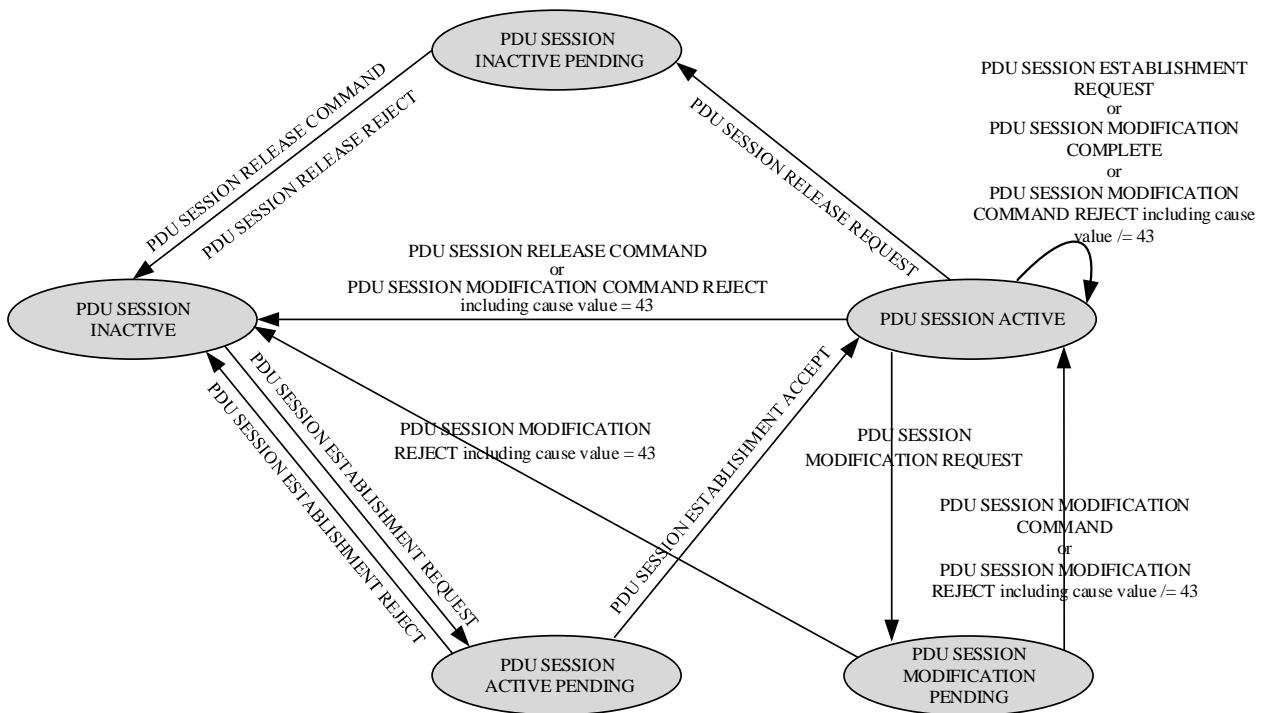 PDU SESSION
INACTIVE PENDING
PDU SESSION ESTABLISHMENT
REQUEST
or
PDU SESSION MODIFICATION
COMPLETE
or
PDU SESSION MODIFICATION
COMMAND REJECT including cause
value /= 43
PDU SESSION RELEASE COMMAND
PDU SESSION RELEASE REJECT
PDU SESSION RELEASE REQUEST
PDU SESSION RELEASE COMMAND
or
PDU SESSION MODIFICATION COMMAND REJECT
including cause value = 43
PDU SESSION
INACTIVE
PDU SESSION ACTIVE
PDU SESSION ESTABLISHMENT REQUEST
PDU SESSION ESTABLISHMENT REJECT
PDU SESSION MODIFICATION
REJECT including cause value = 43
PDU SESSION ESTABLISHMENT ACCEPT
PDU SESSION
MODIFICATION REQUEST
PDU SESSION MODIFICATION
COMMAND
or
PDU SESSION MODIFICATION
REJECT including cause value /= 43
PDU SESSION
ACTIVE PENDING
PDU SESSION
MODIFICATION
PENDING